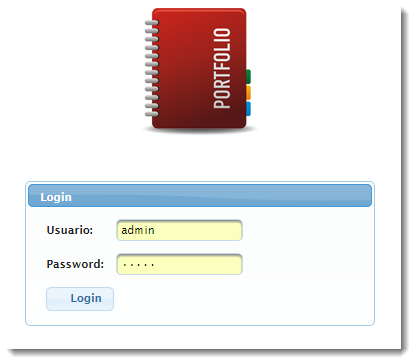 PORTFOLIO
Login
Usuario: admin
Password: .....
Login